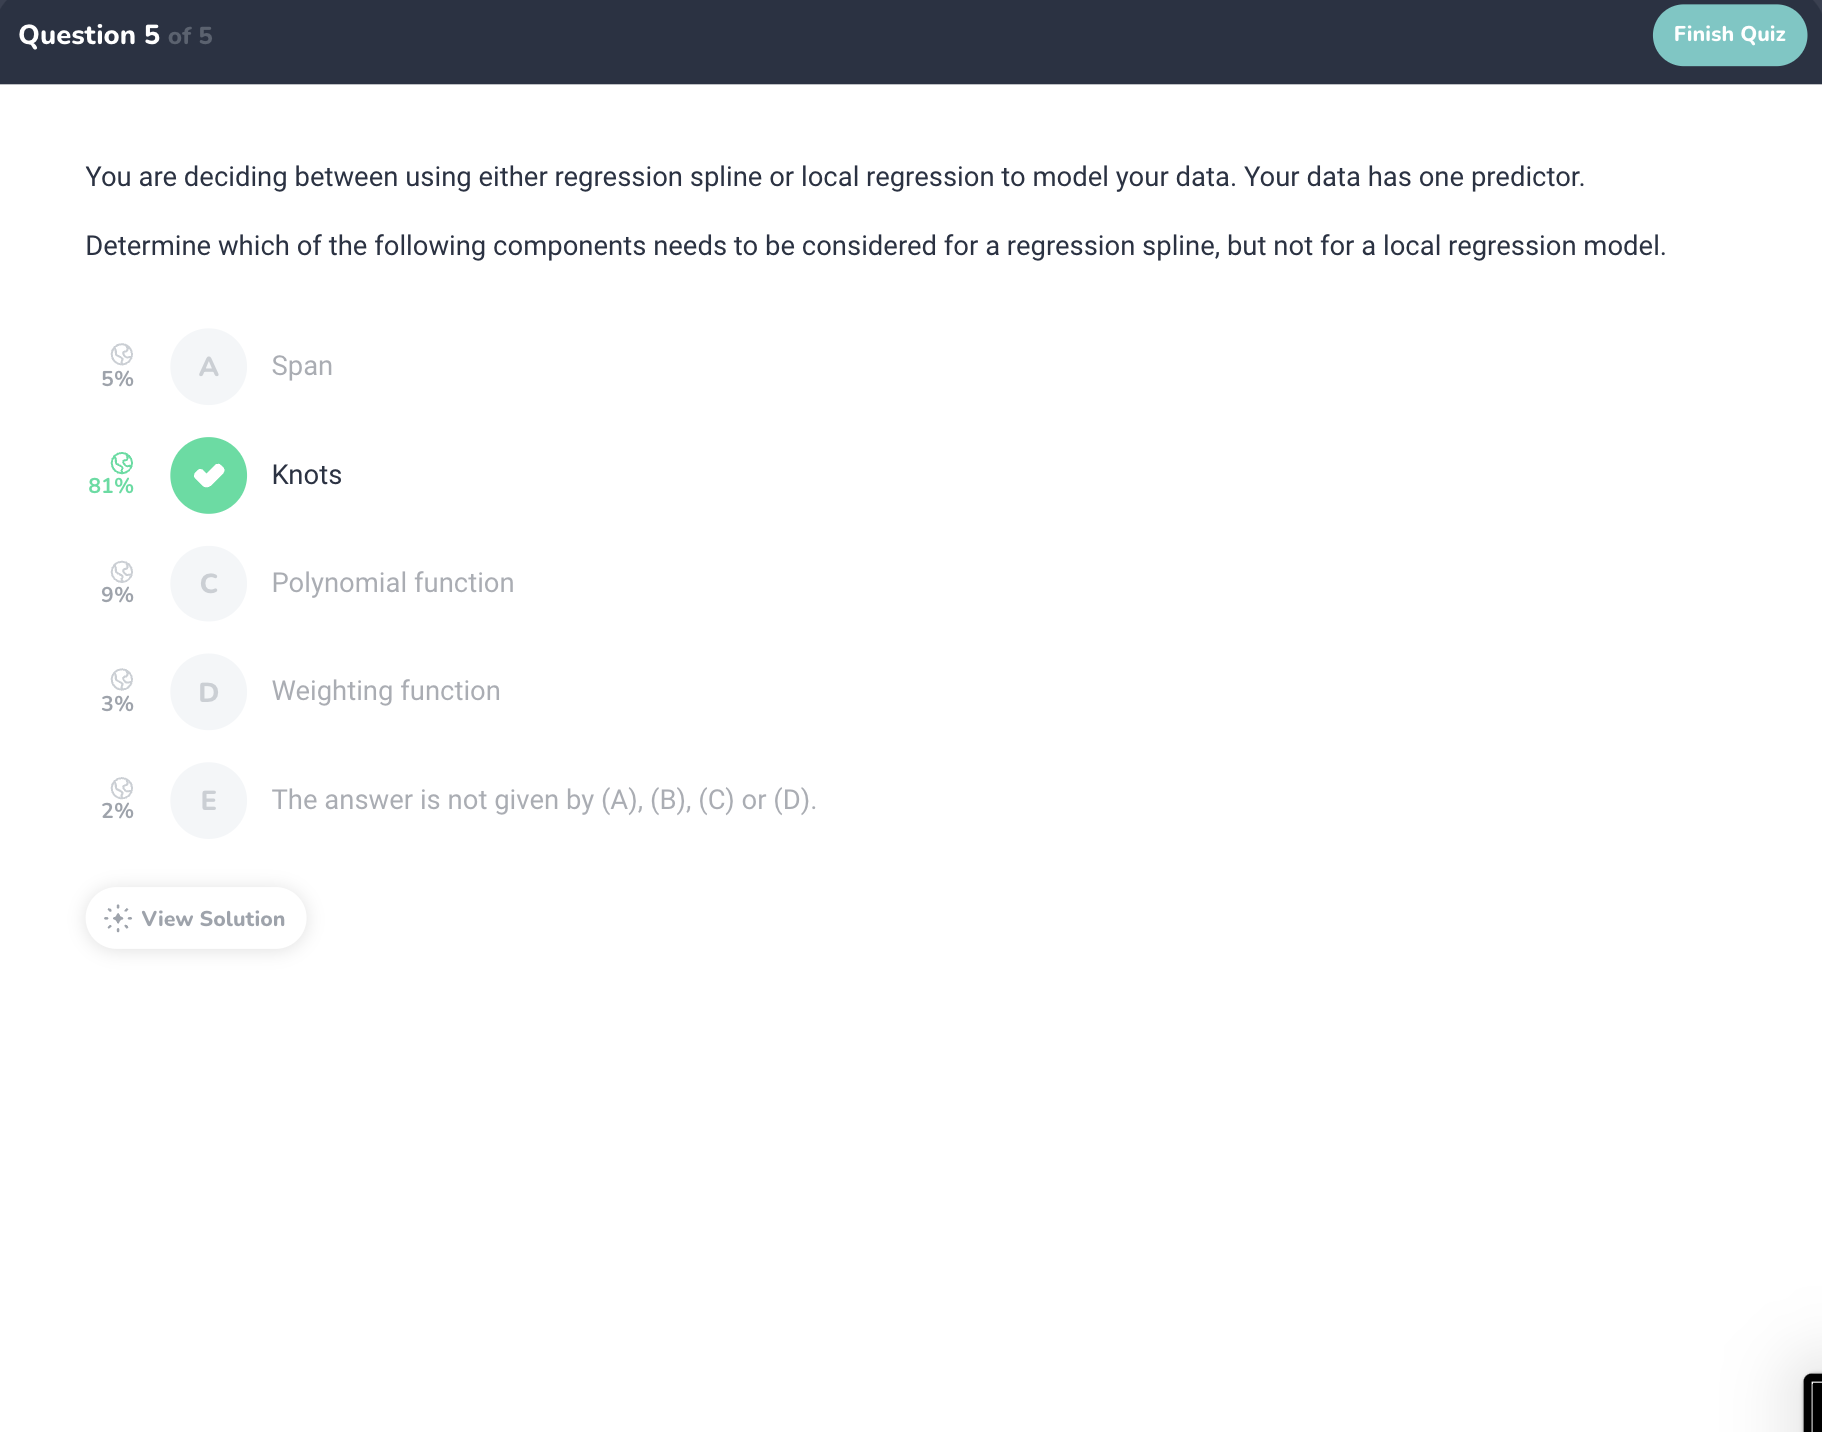 Question 5 of 5
Finish Quiz
You are deciding between using either regression spline or local regression to model your data. Your data has one predictor.
Determine which of the following components needs to be considered for a regression spline, but not for a local regression model.
5%
A
Span
81%
Knots
9%
C
Polynomial function
3%
D
Weighting function
2%
E
The answer is not given by (A), (B), (C) or (D).
View Solution